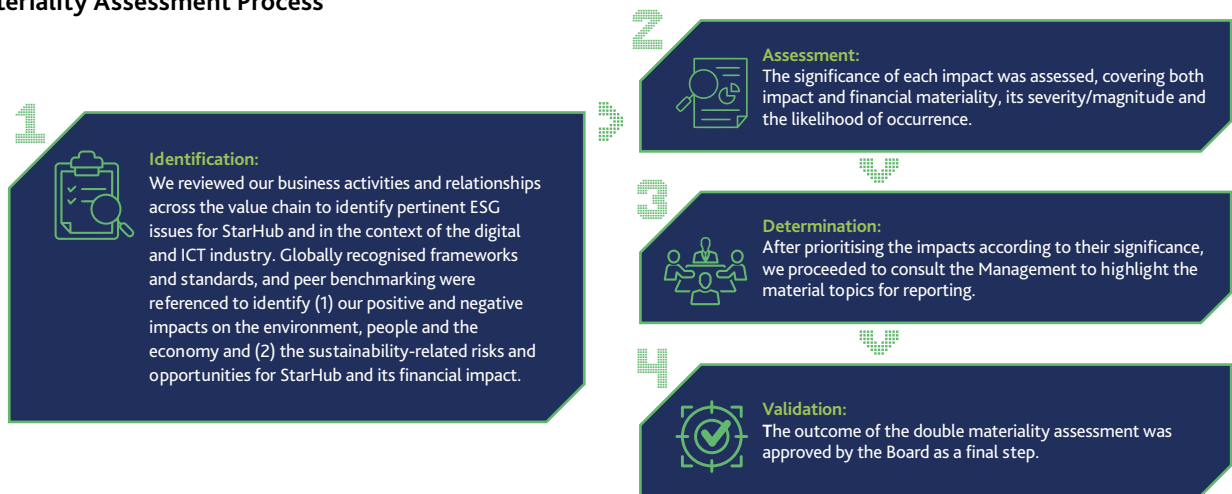 teriality Assessment Process
1
Identification:
We reviewed our business activities and relationships
across the value chain to identify pertinent ESG
issues for StarHub and in the context of the digital
and ICT industry. Globally recognised frameworks
and standards, and peer benchmarking were
referenced to identify (1) our positive and negative
impacts on the environment, people and the
economy and (2) the sustainability-related risks and
opportunities for StarHub and its financial impact.
2
Assessment:
The significance of each impact was assessed, covering both
impact and financial materiality, its severity/magnitude and
the likelihood of occurrence.
3
Determination:
After prioritising the impacts according to their significance,
we proceeded to consult the Management to highlight the
material topics for reporting.
4
Validation:
The outcome of the double materiality assessment was
approved by the Board as a final step.